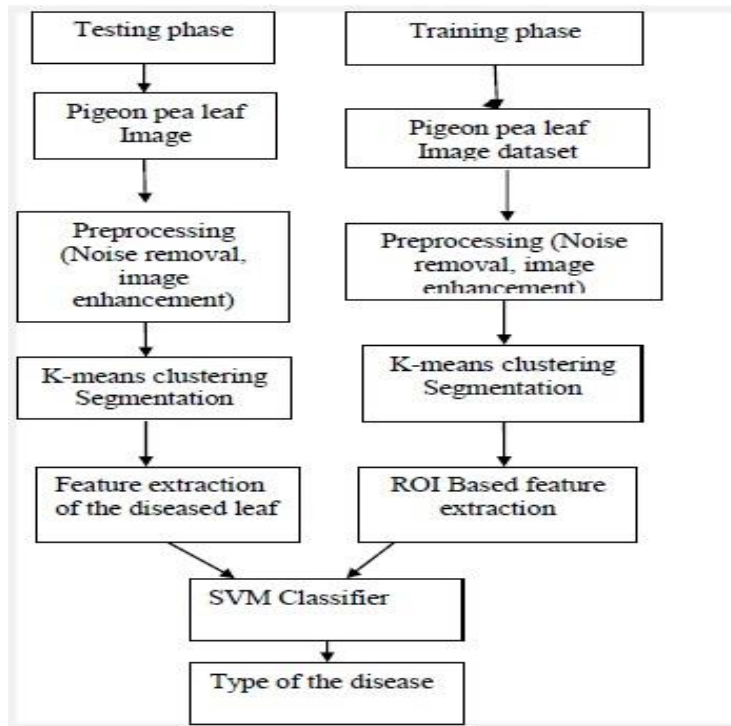 Testing phase
Pigeon pea leaf
Image
Preprocessing
(Noise removal,
image
enhancement)
K-means clustering
Segmentation
Feature extraction
of the diseased leaf
Training phase
Pigeon pea leaf
Image dataset
Preprocessing (Noise
removal, image
enhancement)
K-means clustering
Segmentation
ROI Based feature
extraction
SVM Classifier
Type of the disease